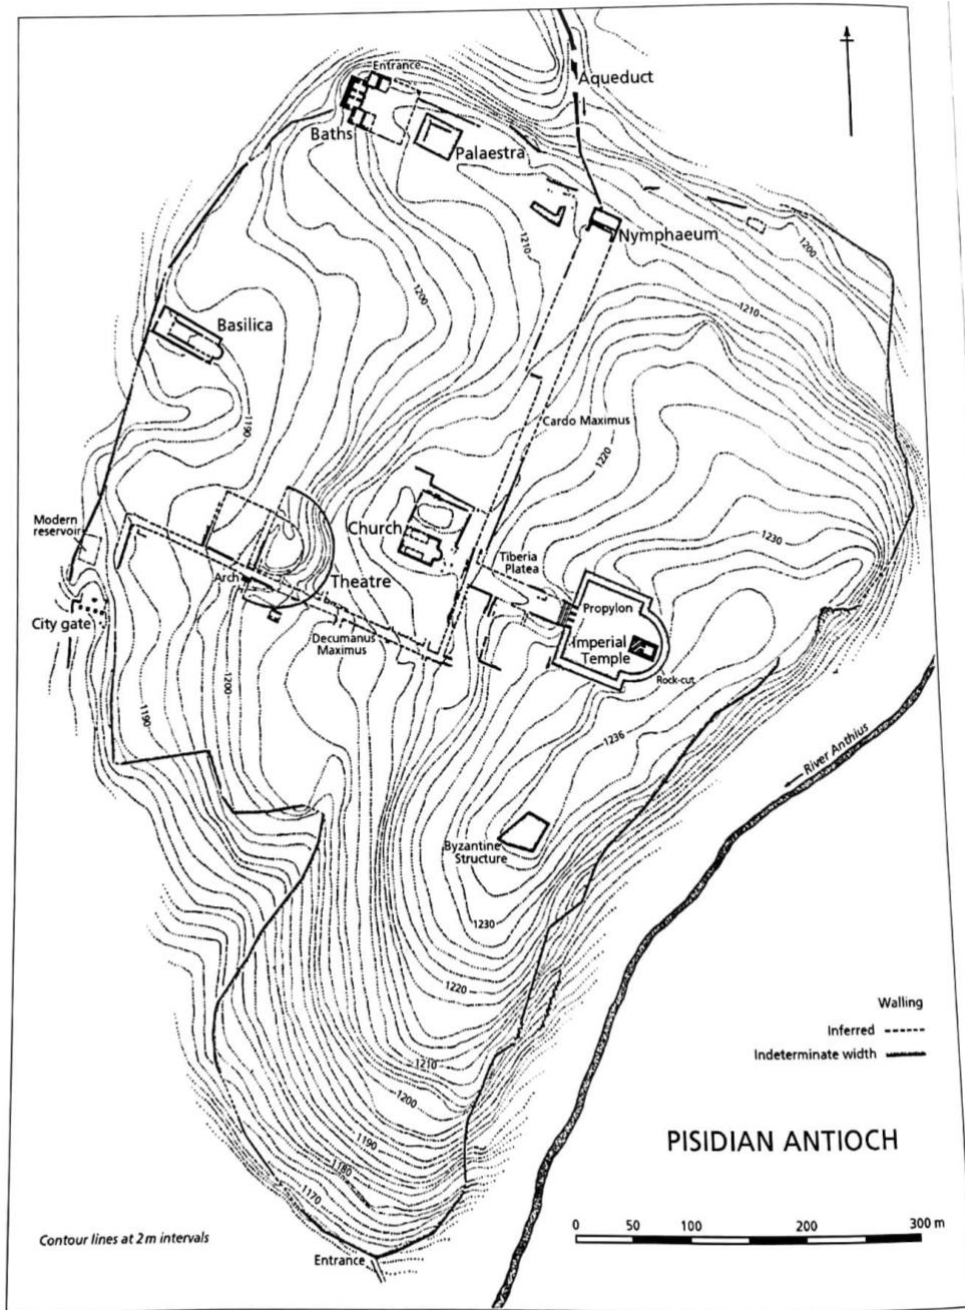 Entrance
Aqueduct
Baths
Palaestra
Nymphaeum
1210
1200
1200
1210
Basilica
1190
Cardo Maximus
1220
Modern
reservoir
Church
Tiberia
Platea
1230
Arch
Theatre
City gate
Propylon
Imperial
Temple
Decumanus
Maximus
Rock-cut
1200
1190
1236
River Anthius
Byzantine
Structure
1230
1220
Walling
Inferred
Indeterminate width
1210
1200
PISIDIAN ANTIOCH
1190
1180
1170
0 50 100 200 300 m
Contour lines at 2 m intervals
Entrance